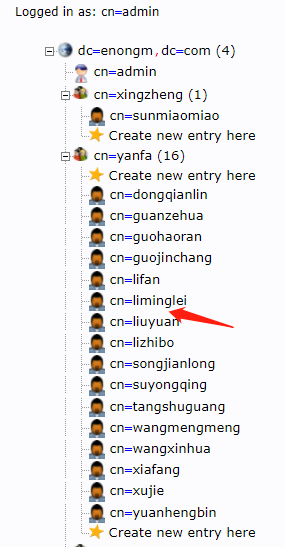 Logged in as: cn=admin
dc=enongm,dc=com (4)
cn=admin
cn=xingzheng (1)
cn=sunmiaomiao
Create new entry here
cn=yanfa (16)
Create new entry here
cn=dongqianlin
cn=guanzehua
cn=guohaoran
cn=guojinchang
cn=lifan
cn=liminglei
cn=liuyuan
cn=lizhibo
cn=songjianlong
cn=suyongqing
cn=tangshuguang
cn=wangmengmeng
cn=wangxinhua
cn=xiafang
cn=xujie
cn=yuanhengbin
Create new entry here